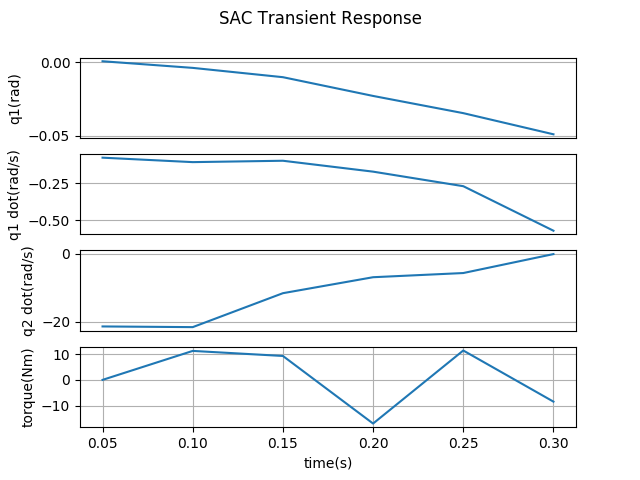 SAC Transient Response
q1(rad)
0.00
−0.05
q1 dot(rad/s)
−0.25
−0.50
q2 dot(rad/s)
0
−20
torque(Nm)
10
0
−10
0.05 0.10 0.15 0.20 0.25 0.30
time(s)